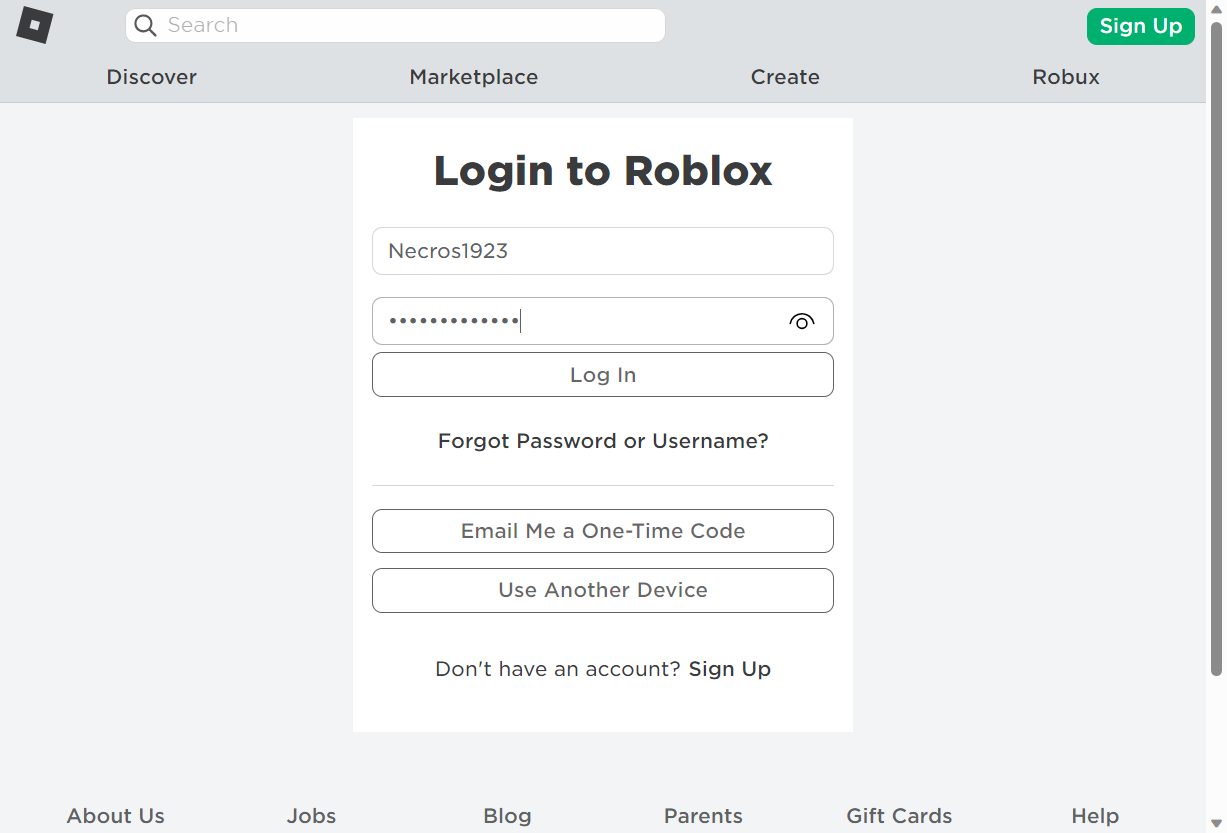 Search
Sign Up
Discover Marketplace Create Robux
Login to Roblox
Necros1923
•••••••••••••
Log In
Forgot Password or Username?
Email Me a One-Time Code
Use Another Device
Don't have an account? Sign Up
About Us Jobs Blog Parents Gift Cards Help